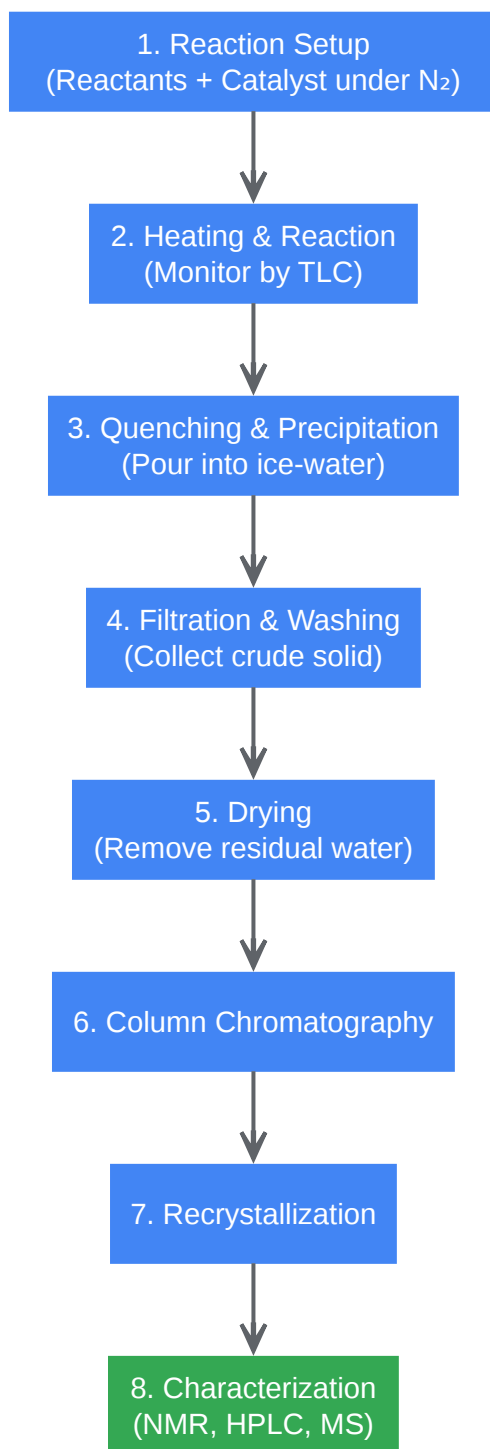 1. Reaction Setup
(Reactants + Catalyst under N₂)
2. Heating & Reaction
(Monitor by TLC)
3. Quenching & Precipitation
(Pour into ice-water)
4. Filtration & Washing
(Collect crude solid)
5. Drying
(Remove residual water)
6. Column Chromatography
7. Recrystallization
8. Characterization
(NMR, HPLC, MS)